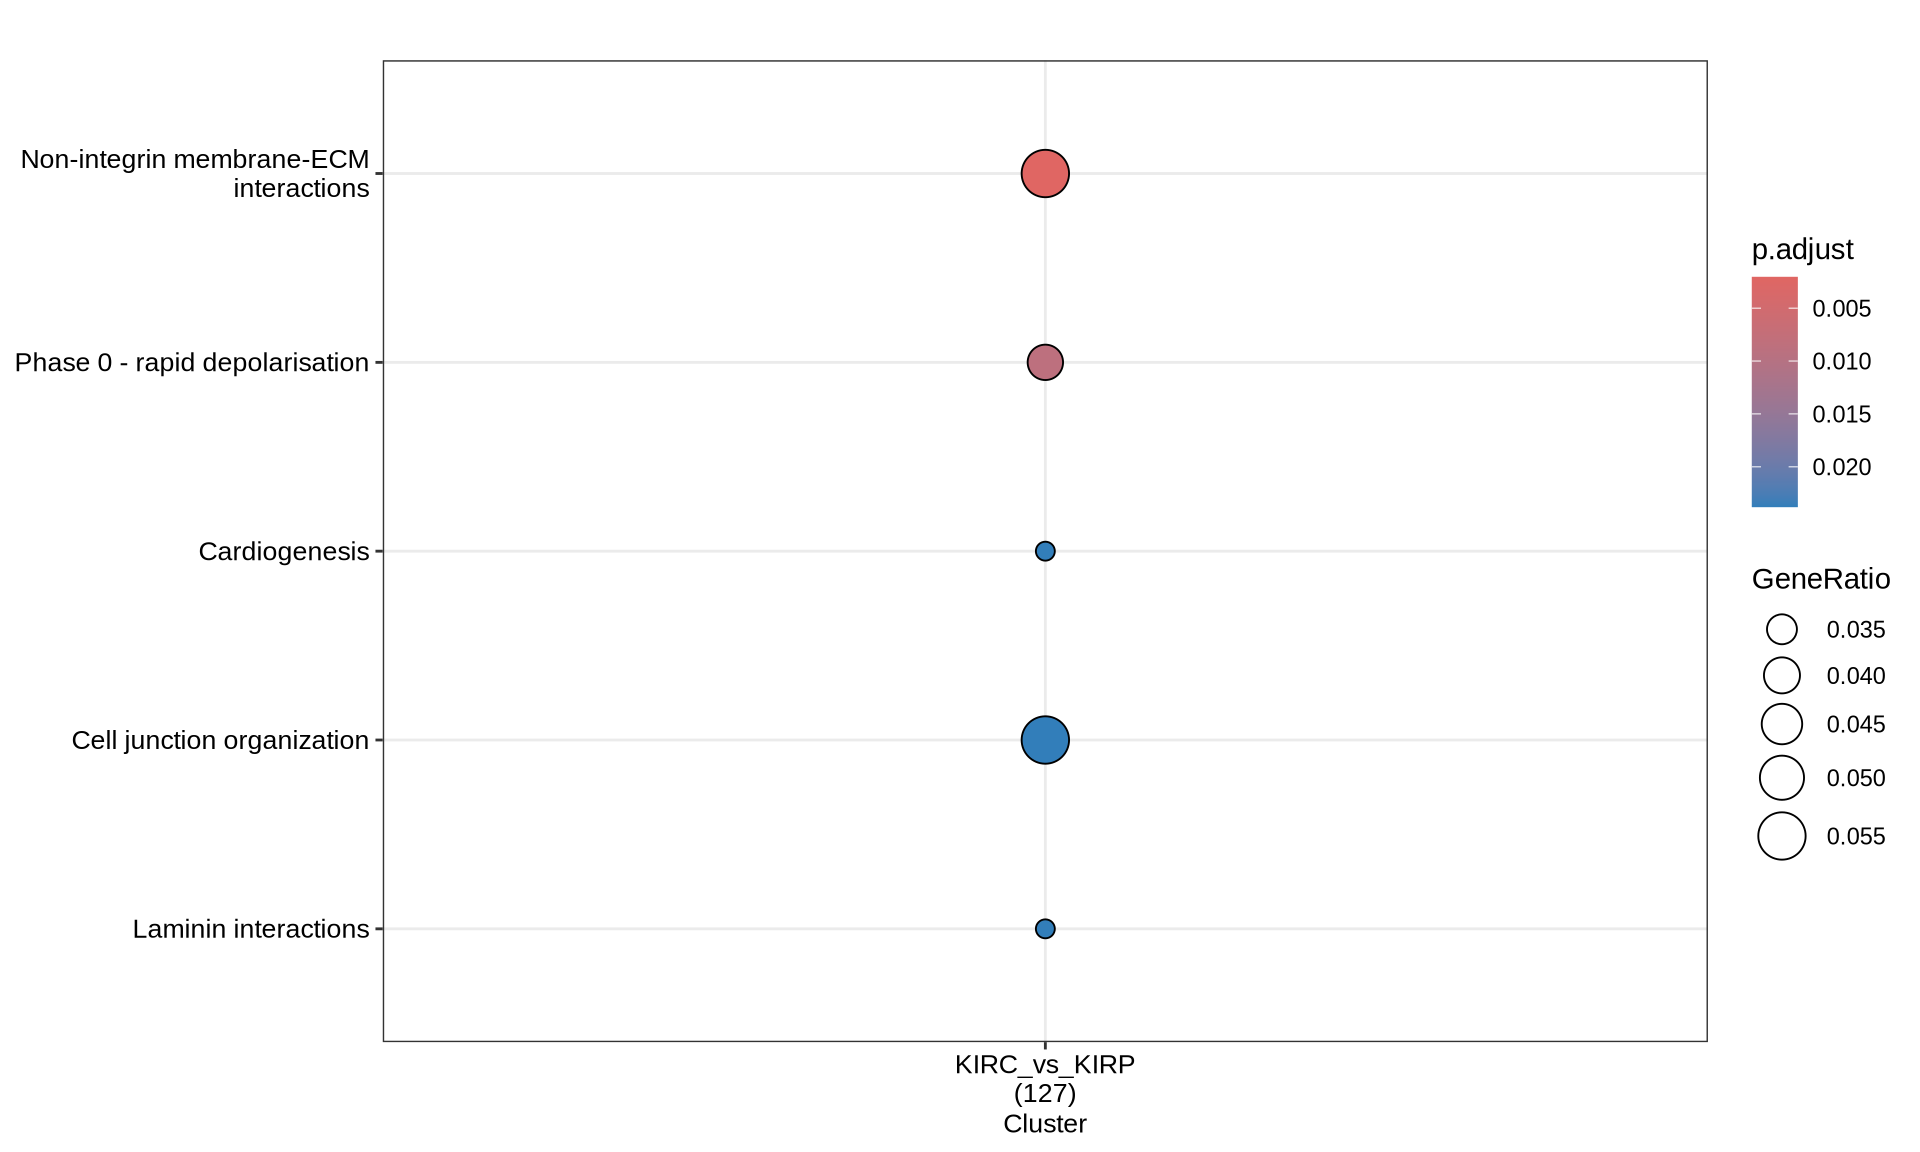 Non-integrin membrane-ECM
interactions
Phase 0 - rapid depolarisation
Cardiogenesis
Cell junction organization
Laminin interactions
KIRC_vs_KIRP
(127)
Cluster
p.adjust
0.005
0.010
0.015
0.020
GeneRatio
0.035
0.040
0.045
0.050
0.055